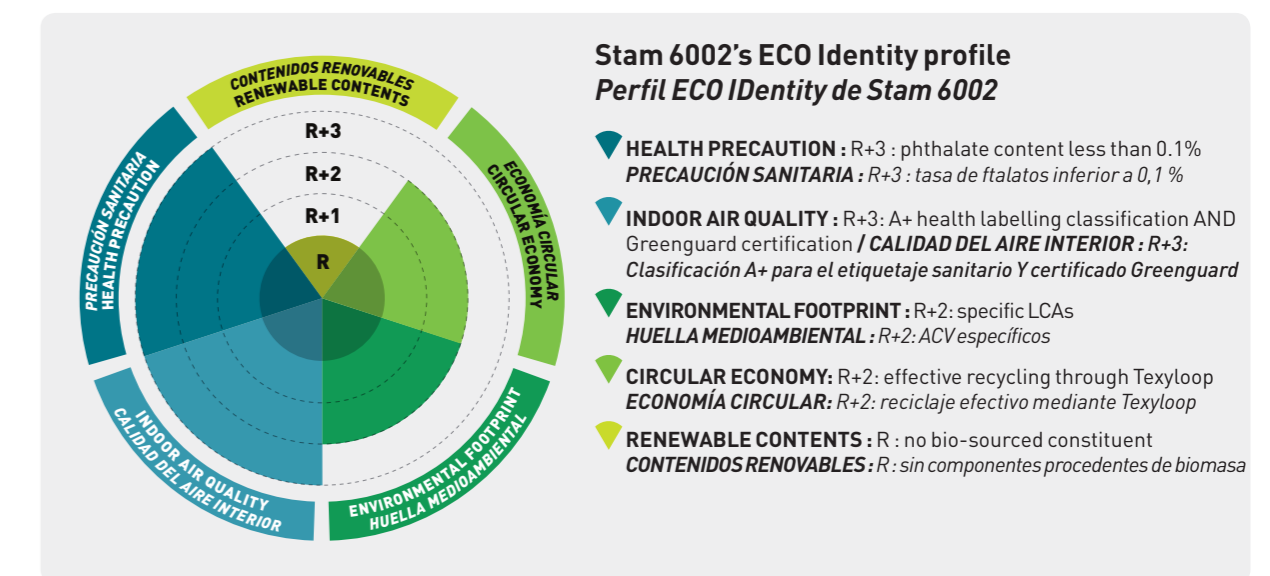 CONTENIDOS RENOVABLES
RENEWABLE CONTENTS
PRECAUCIÓN SANITARIA
HEALTH PRECAUTION
ECONOMÍA CIRCULAR
CIRCULAR ECONOMY
INDOOR AIR QUALITY
CALIDAD DEL AIRE INTERIOR
ENVIRONMENTAL FOOTPRINT
HUELLA MEDIOAMBIENTAL
R+3
R+2
R+1
R
Stam 6002's ECO Identity profile
Perfil ECO IDentity de Stam 6002
HEALTH PRECAUTION : R+3 : phthalate content less than 0.1%
PRECAUCIÓN SANITARIA : R+3 : tasa de ftalatos inferior a 0,1 %
INDOOR AIR QUALITY : R+3: A+ health labelling classification AND
Greenguard certification / CALIDAD DEL AIRE INTERIOR : R+3:
Clasificación A+ para el etiquetaje sanitario Y certificado Greenguard
ENVIRONMENTAL FOOTPRINT : R+2: specific LCAs
HUELLA MEDIOAMBIENTAL : R+2: ACV específicos
CIRCULAR ECONOMY: R+2: effective recycling through Texyloop
ECONOMÍA CIRCULAR: R+2: reciclaje efectivo mediante Texyloop
RENEWABLE CONTENTS : R : no bio-sourced constituent
CONTENIDOS RENOVABLES : R : sin componentes procedentes de biomasa